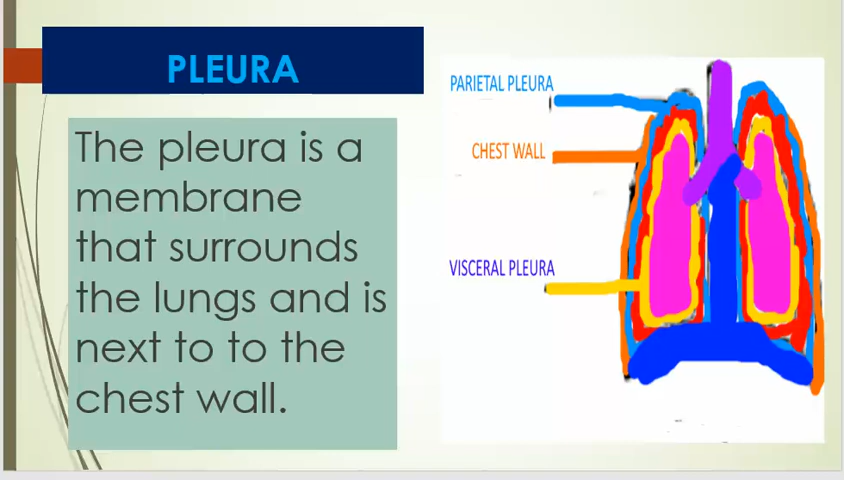 PLEURA
The pleura is a
membrane
that surrounds
the lungs and is
next to to the
chest wall.
PARIETAL PLEURA
CHEST WALL
VISCERAL PLEURA